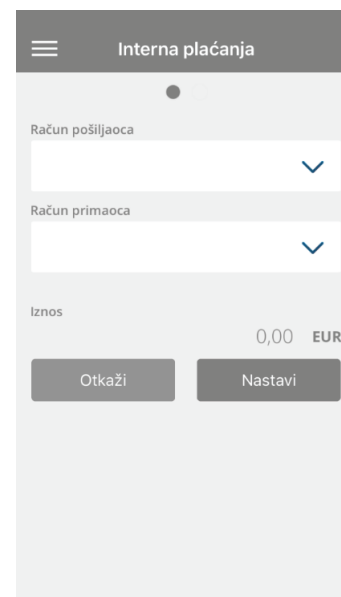 Interna plaćanja
Račun pošiljaoca
Račun primaoca
Iznos
0,00 EUR
Otkaži Nastavi